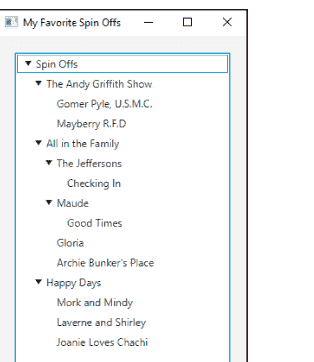 My Favorite Spin Offs
Spin Offs
The Andy Griffith Show
Gomer Pyle, U.S.M.C.
Mayberry R.F.D
All in the Family
The Jeffersons
Checking In
Maude
Good Times
Gloria
Archie Bunker's Place
Happy Days
Mork and Mindy
Laverne and Shirley
Joanie Loves Chachi